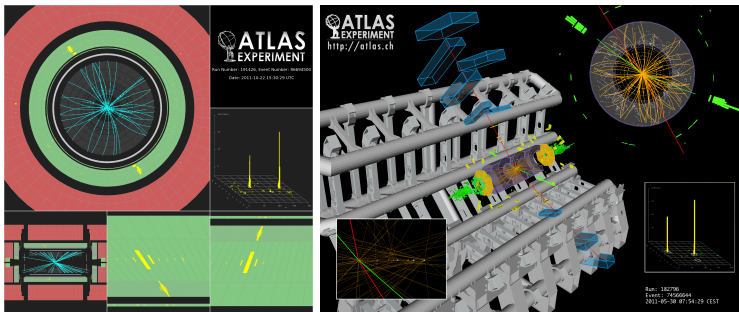 ATLAS
EXPERIMENT
Run Number: 191426, Event Number: 86694500
Date: 2011-10-22 15:30:29 UTC
ATLAS
EXPERIMENT
http://atlas.ch
Run: 182796
Event: 74566644
2011-05-30 07:54:29 CEST